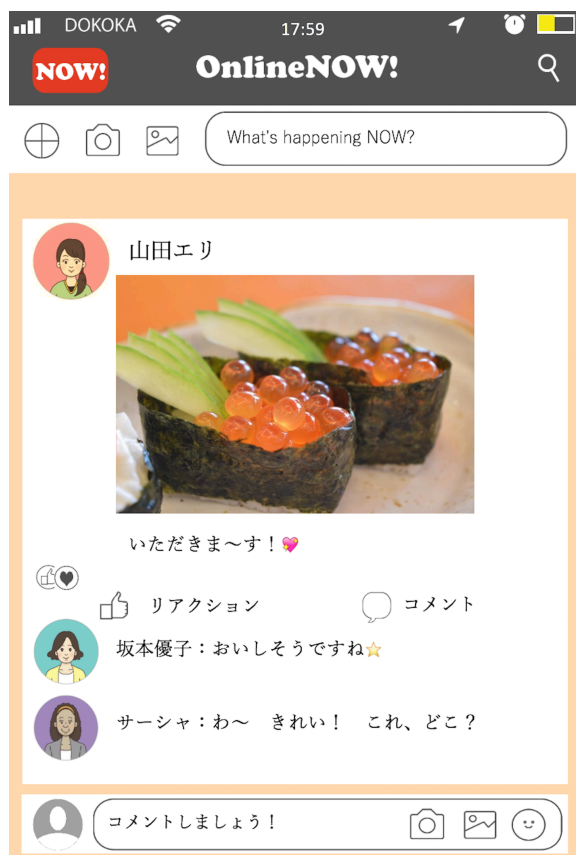 DOKOKA
17:59
NOW!
OnlineNOW!
What's happening NOW?
山田エリ
いただきま〜す！💖
リアクション
コメント
坂本優子：おいしそうですね⭐
サーシャ：わ〜　きれい！　これ、どこ？
コメントしましょう！